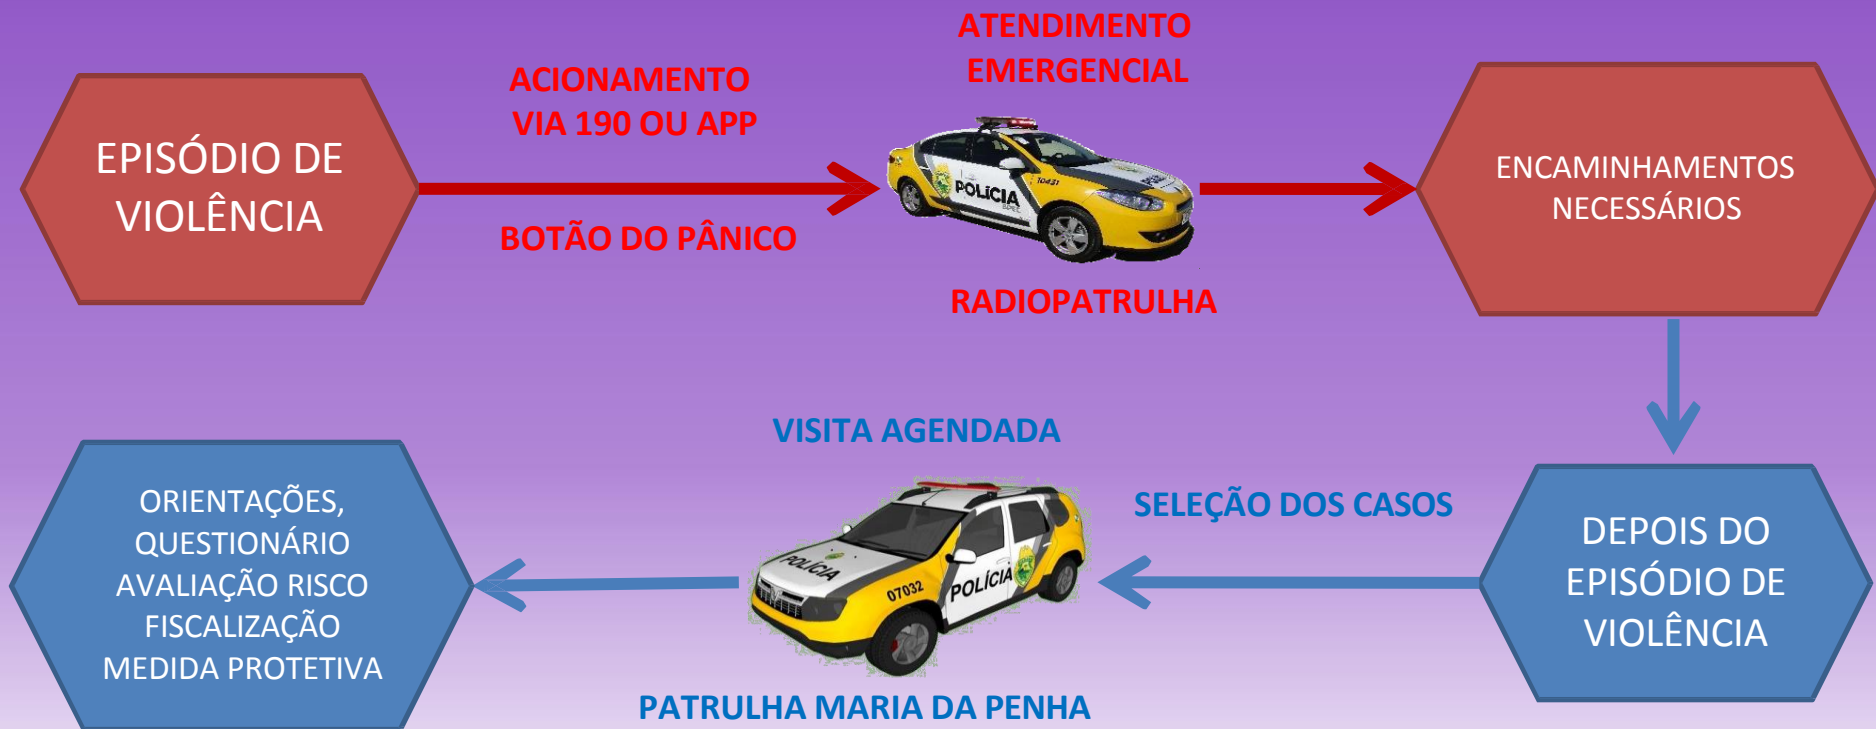 EPISÓDIO DE
VIOLÊNCIA
ACIONAMENTO
VIA 190 OU APP
BOTÃO DO PÂNICO
ATENDIMENTO
EMERGENCIAL
POLÍCIA
10431
RADIOPATRULHA
ENCAMINHAMENTOS
NECESSÁRIOS
DEPOIS DO
EPISÓDIO DE
VIOLÊNCIA
SELEÇÃO DOS CASOS
VISITA AGENDADA
POLÍCIA
07032
POLÍCIA
PATRULHA MARIA DA PENHA
ORIENTAÇÕES,
QUESTIONÁRIO
AVALIAÇÃO RISCO
FISCALIZAÇÃO
MEDIDA PROTETIVA